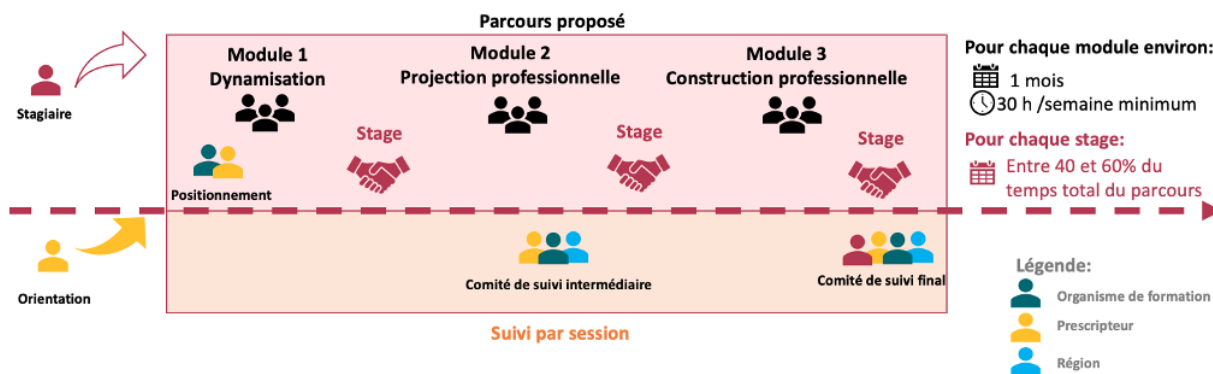 Parcours proposé
Stagiaire
Module 1
Dynamisation
Module 2
Projection professionnelle
Module 3
Construction professionnelle
Stage
Stage
Stage
Positionnement
Pour chaque module environ:
1 mois
30 h /semaine minimum
Pour chaque stage:
Entre 40 et 60% du
temps total du parcours
Orientation
Comité de suivi intermédiaire
Comité de suivi final
Suivi par session
Légende:
Organisme de formation
Prescripteur
Région